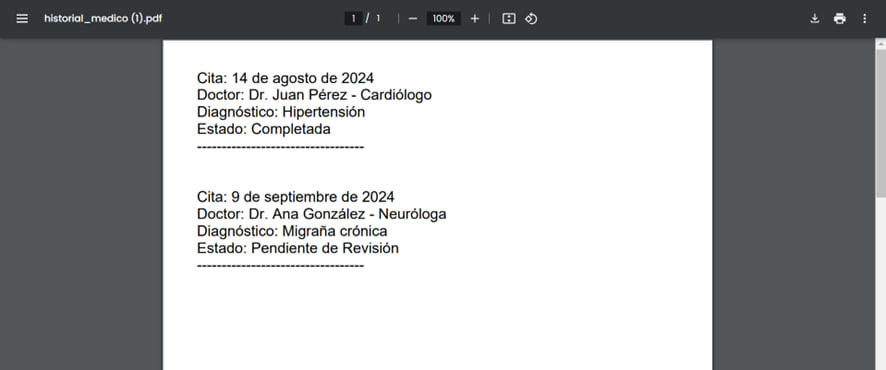 historial_medico (1).pdf
1 / 1
100%
Cita: 14 de agosto de 2024
Doctor: Dr. Juan Pérez - Cardiólogo
Diagnóstico: Hipertensión
Estado: Completada
----------------------------------
Cita: 9 de septiembre de 2024
Doctor: Dr. Ana González - Neuróloga
Diagnóstico: Migraña crónica
Estado: Pendiente de Revisión
----------------------------------